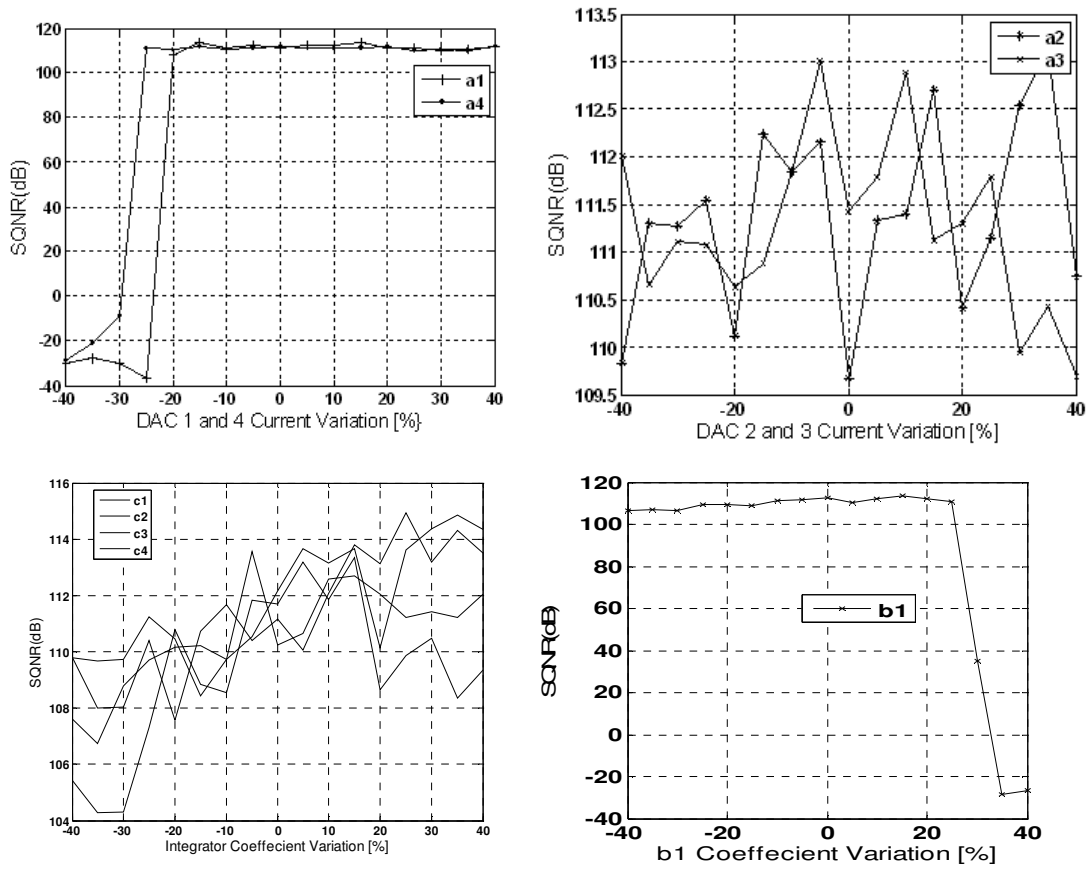 120
100
80
60
40
20
0
-20
-40
SQNR(dB)
a1
a4
-40 -30 -20 -10 0 10 20 30 40
DAC 1 and 4 Current Variation [%}
113.5
113
112.5
112
111.5
111
110.5
110
109.5
SQNR(dB)
a2
a3
-40 -20 0 20 40
DAC 2 and 3 Current Variation [%]
116
114
112
110
108
106
104
SQNR(dB)
c1
c2
c3
c4
-40 -30 -20 -10 0 10 20 30 40
Integrator Coeffecient Variation [%]
120
100
80
60
40
20
0
-20
-40
SQNR(dB)
b1
-40 -20 0 20 40
b1 Coeffecient Variation [%]